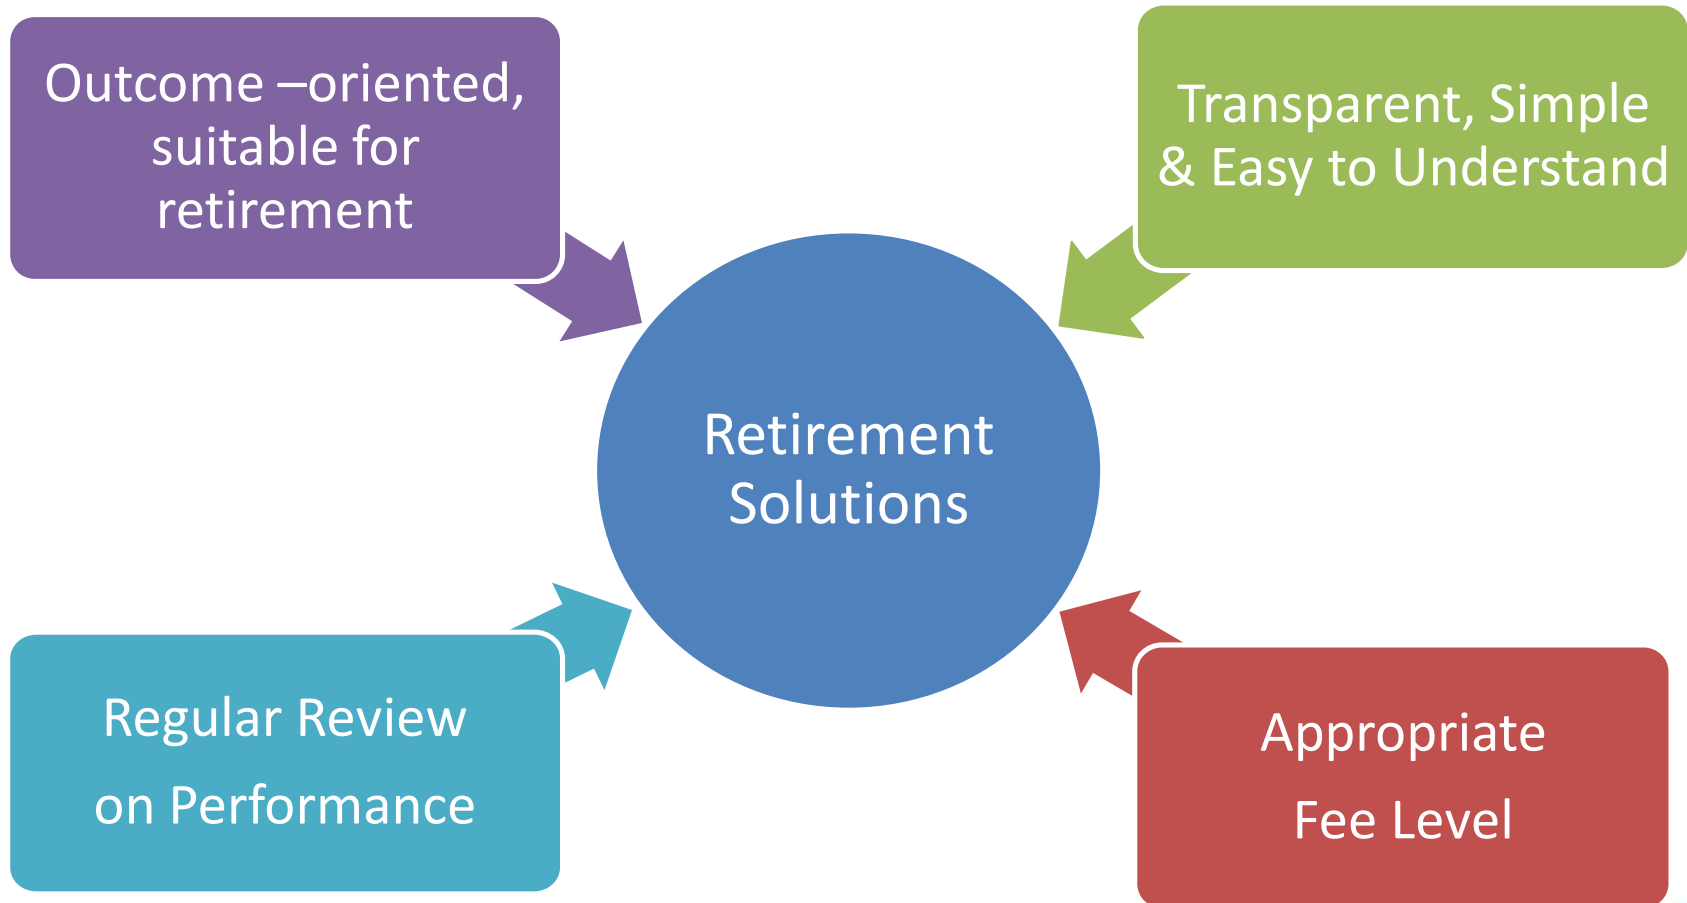 Outcome –oriented,
suitable for
retirement
Transparent, Simple
& Easy to Understand
Retirement
Solutions
Regular Review
on Performance
Appropriate
Fee Level